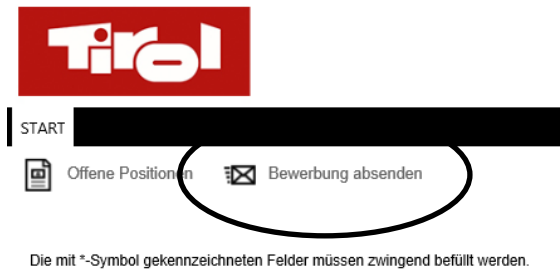 Tirol
START
Offene Positionen Bewerbung absenden
Die mit *-Symbol gekennzeichneten Felder müssen zwingend befüllt werden.